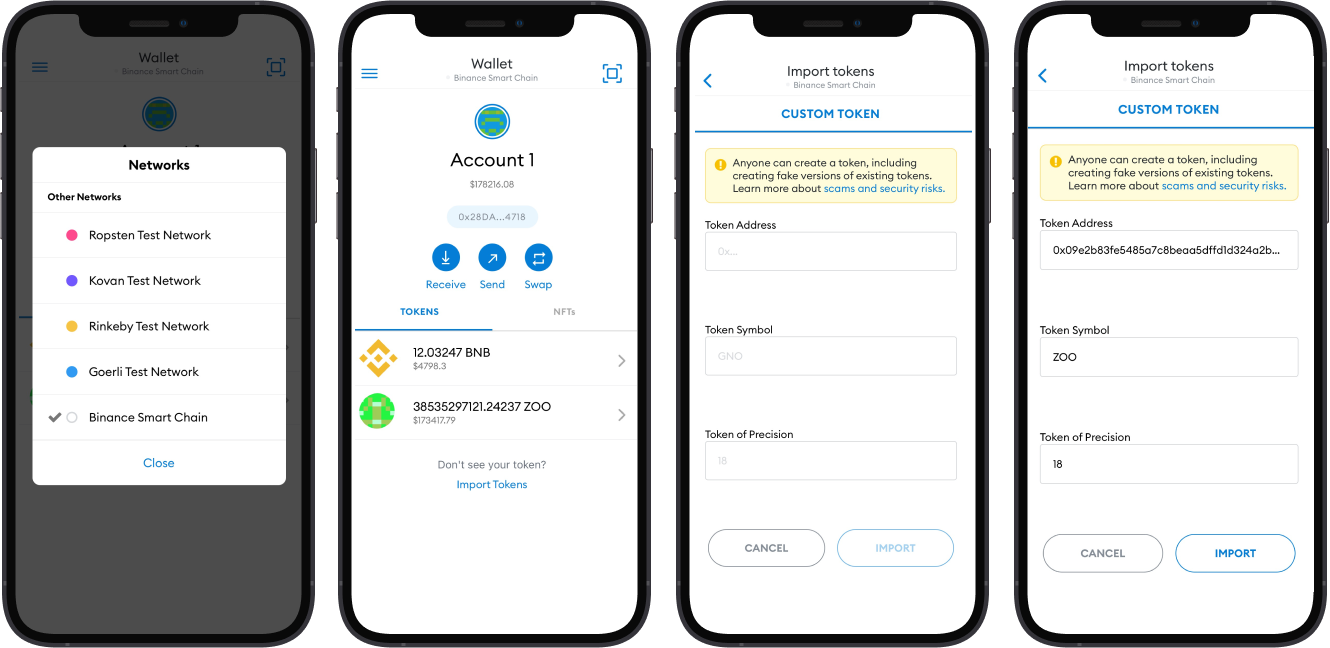 Wallet
Binance Smart Chain
Account 1
Networks
Other Networks
Ropsten Test Network
Kovan Test Network
Rinkeby Test Network
Goerli Test Network
Binance Smart Chain
Close
Wallet
Binance Smart Chain
Account 1
$178216.08
0x28DA...4718
Receive
Send
Swap
TOKENS
NFTs
12.03247 BNB
$4798.3
38535297121.24237 ZOO
$173417.79
Don't see your token?
Import Tokens
Import tokens
Binance Smart Chain
CUSTOM TOKEN
Anyone can create a token, including
creating fake versions of existing tokens.
Learn more about scams and security risks.
Token Address
0x...
Token Symbol
GNO
Token of Precision
18
CANCEL
IMPORT
Import tokens
Binance Smart Chain
CUSTOM TOKEN
Anyone can create a token, including
creating fake versions of existing tokens.
Learn more about scams and security risks.
Token Address
0x09e2b83fe5485a7c8beaa5dffd1d324a2b...
Token Symbol
ZOO
Token of Precision
18
CANCEL
IMPORT